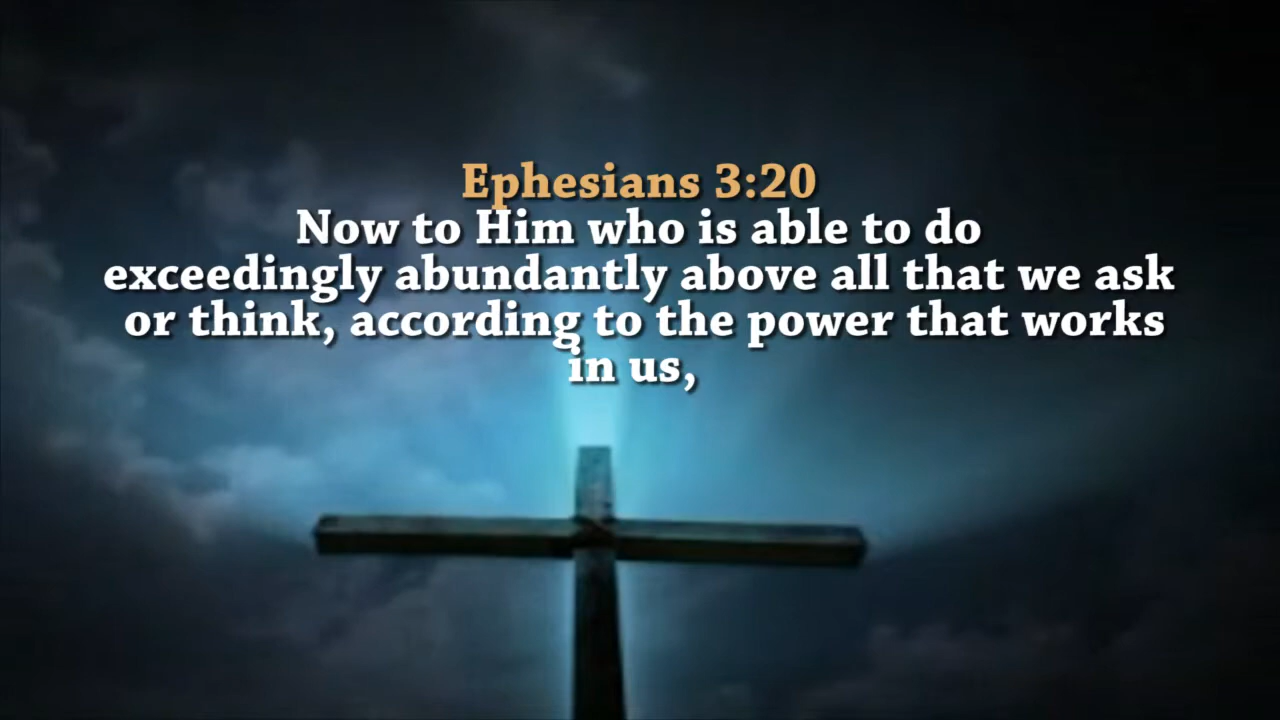 Ephesians 3:20
Now to Him who is able to do
exceedingly abundantly above all that we ask
or think, according to the power that works
in us,